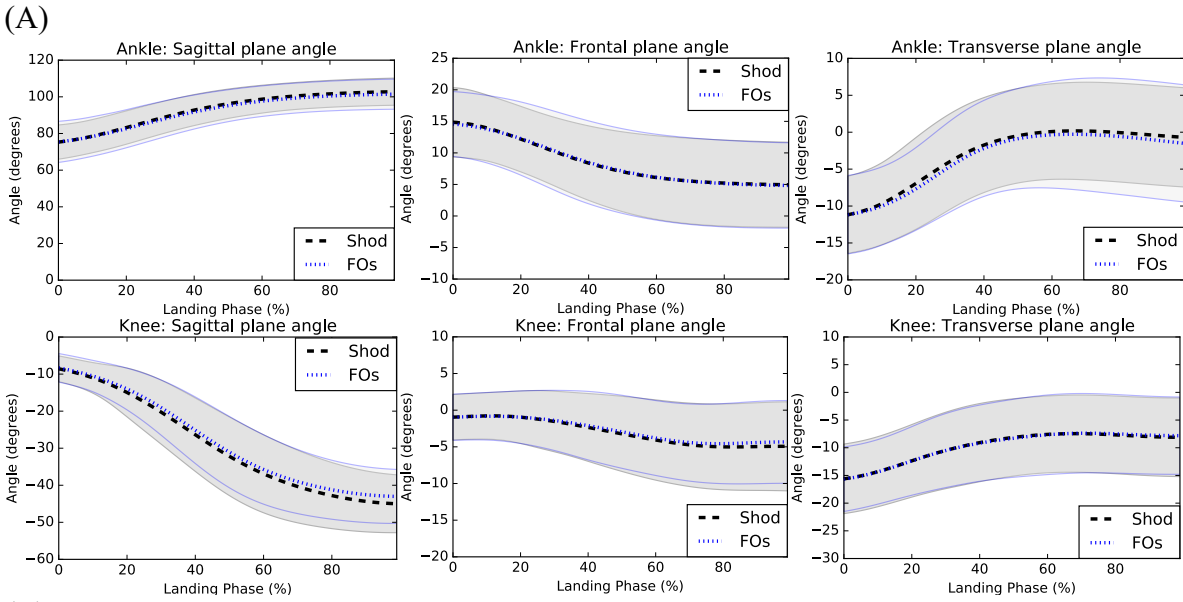 (A)
Ankle: Sagittal plane angle
120
100
80
60
40
20
0
Angle (degrees)
Shod
FOs
0 20 40 60 80
Landing Phase (%)
Ankle: Frontal plane angle
25
20
15
10
5
0
−5
−10
Angle (degrees)
Shod
FOs
0 20 40 60 80
Landing Phase (%)
Ankle: Transverse plane angle
10
5
0
−5
−10
−15
−20
Angle (degrees)
Shod
FOs
0 20 40 60 80
Landing Phase (%)
Knee: Sagittal plane angle
0
−10
−20
−30
−40
−50
−60
Angle (degrees)
Shod
FOs
0 20 40 60 80
Landing Phase (%)
Knee: Frontal plane angle
10
5
0
−5
−10
−15
−20
Angle (degrees)
Shod
FOs
0 20 40 60 80
Landing Phase (%)
Knee: Transverse plane angle
10
5
0
−5
−10
−15
−20
−25
−30
Angle (degrees)
Shod
FOs
0 20 40 60 80
Landing Phase (%)